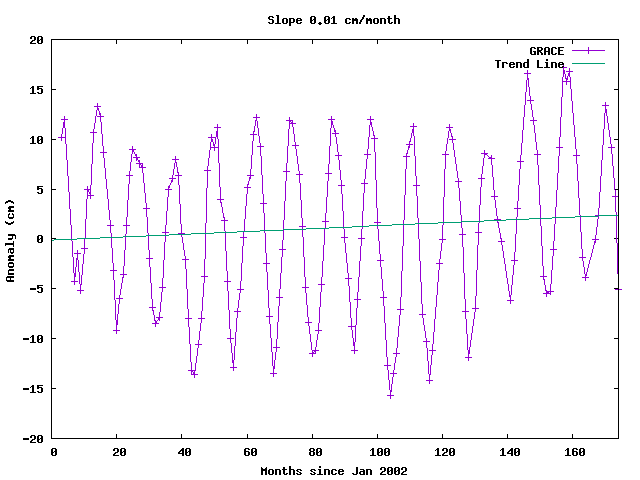 Slope 0.01 cm/month
GRACE
Trend Line
20
15
10
5
0
-5
-10
-15
-20
Anomaly (cm)
0 20 40 60 80 100 120 140 160
Months since Jan 2002